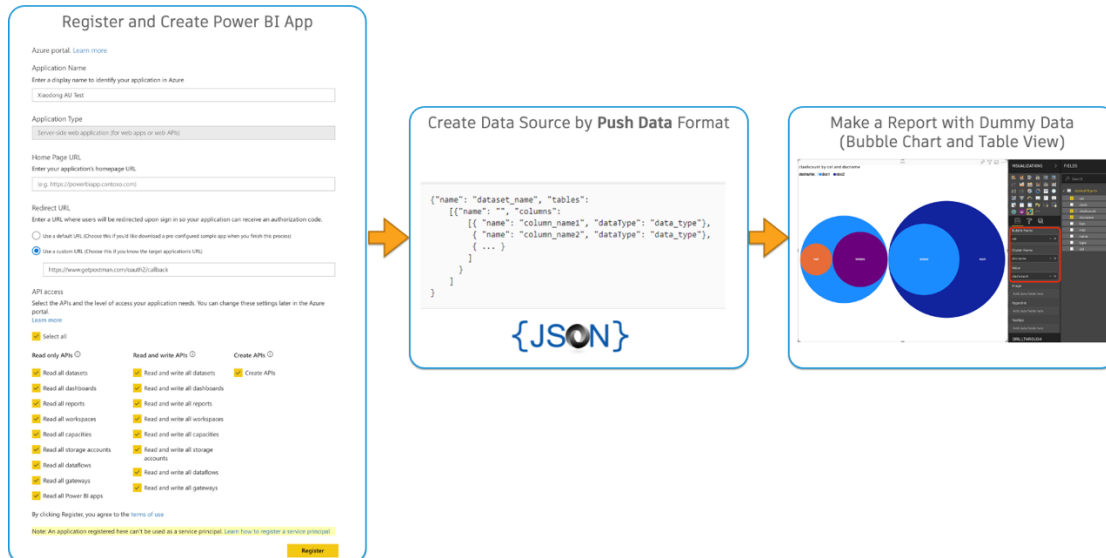 Register and Create Power BI App
Azure portal. Learn more
Application Name
Enter a display name to identify your application in Azure
Xiaodong AU Test
Application Type
Server-side web application (for web apps or web APIs)
Home Page URL
Enter your application's homepage URL
(e.g. https://powerbiapp.contoso.com)
Redirect URL
Enter a URL where users will be redirected upon sign in so your application can receive an authorization code.
Use a default URL (Choose this if you'd like download a pre-configured sample app when you finish this process)
Use a custom URL (Choose this if you know the target application's URL)
https://www.getpostman.com/oauth2/callback
API access
Select the APIs and the level of access your application needs. You can change these settings later in the Azure
portal.
Learn more
Select all
Read only APIs
Read all datasets
Read all dashboards
Read all reports
Read all workspaces
Read all capacities
Read all storage accounts
Read all dataflows
Read all gateways
Read all Power BI apps
Read and write APIs
Read and write all datasets
Read and write all dashboards
Read and write all reports
Read and write all workspaces
Read and write all capacities
Read and write all storage
accounts
Read and write all dataflows
Read and write all gateways
Create APIs
Create APIs
By clicking Register, you agree to the terms of use
Note: An application registered here can't be used as a service principal. Learn how to register a service principal
Register
Create Data Source by Push Data Format
{"name": "dataset_name", "tables":
[{"name": "", "columns":
[{ "name": "column_name1", "dataType": "data_type"},
{ "name": "column_name2", "dataType": "data_type"},
{ ... }
]
}
]
}
{JSON}
Make a Report with Dummy Data
(Bubble Chart and Table View)
VISUALIZATIONS
FIELDS
Search
Bubble Name
Cluster Name
Value
Image
DRILLTHROUGH